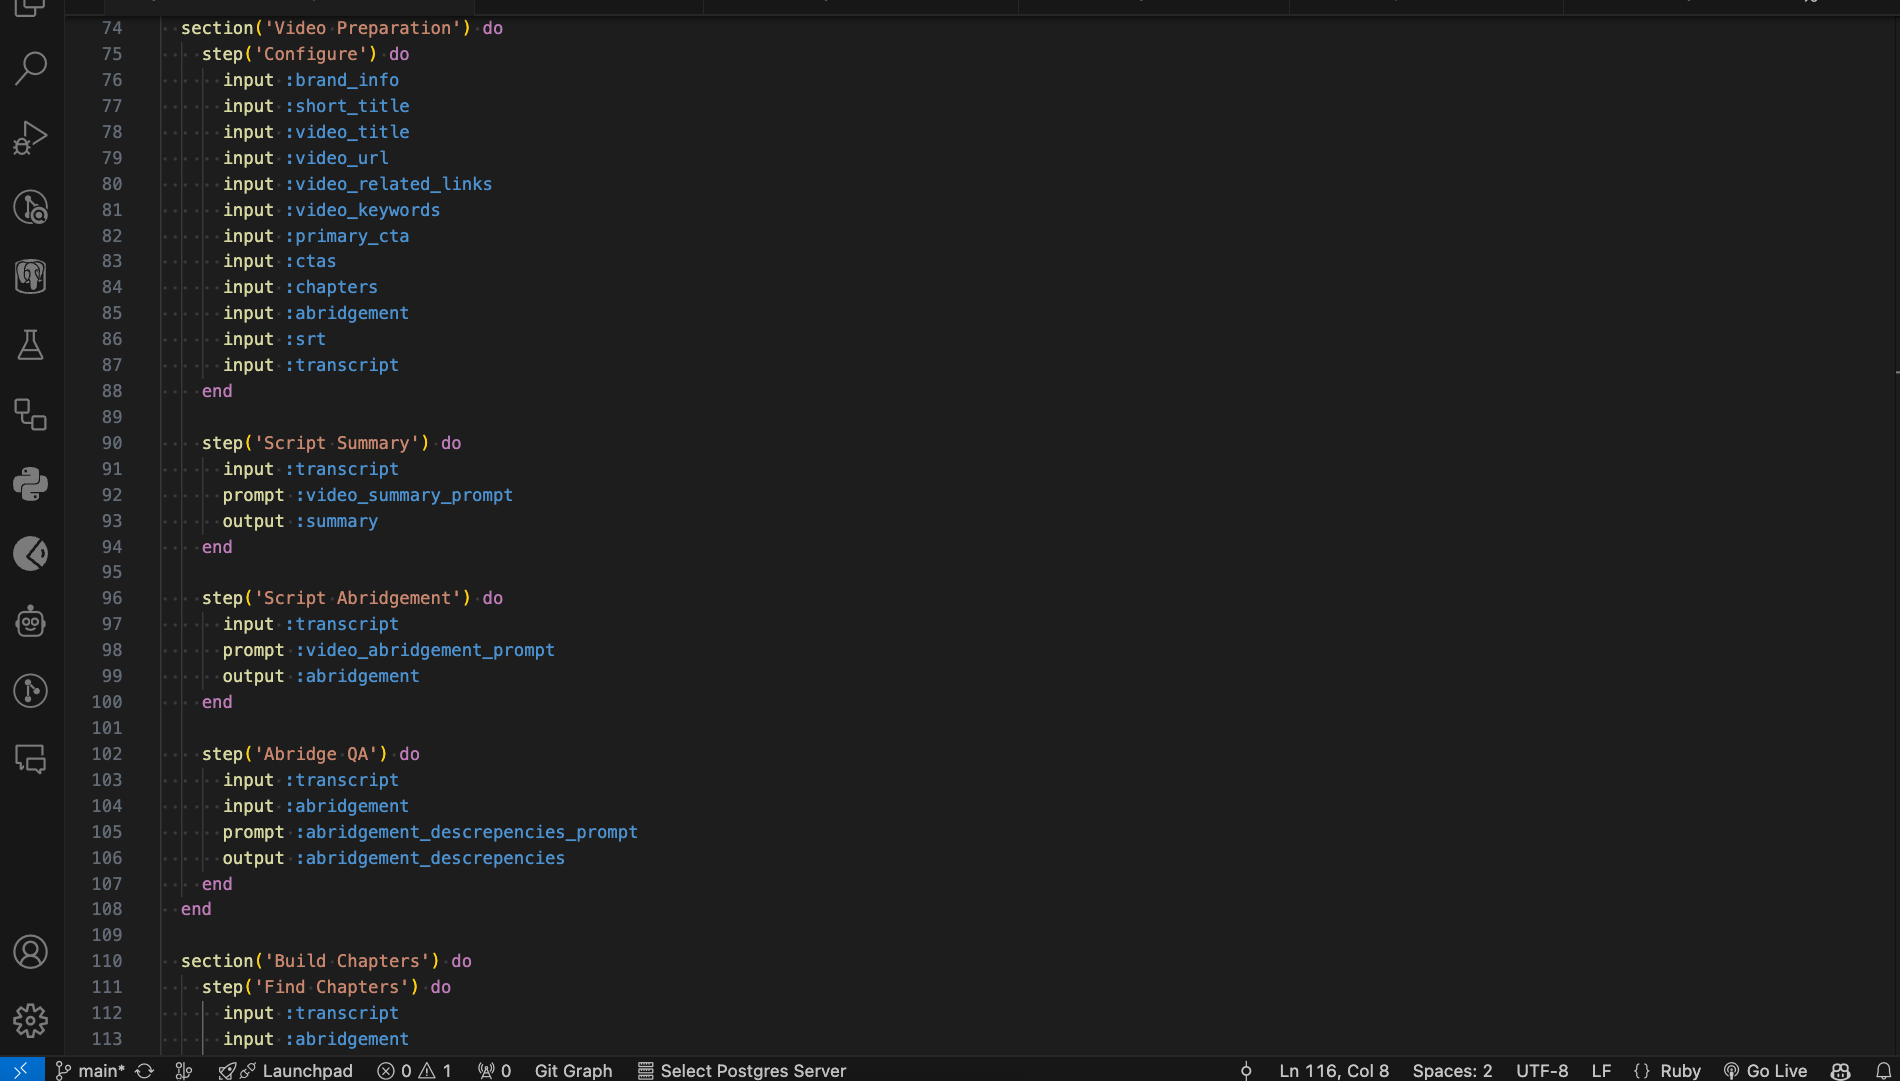 74 section('Video Preparation') do
75 step('Configure') do
76 input :brand_info
77 input :short_title
78 input :video_title
79 input :video_url
80 input :video_related_links
81 input :video_keywords
82 input :primary_cta
83 input :ctas
84 input :chapters
85 input :abridgement
86 input :srt
87 input :transcript
88 end
89
90 step('Script Summary') do
91 input :transcript
92 prompt :video_summary_prompt
93 output :summary
94 end
95
96 step('Script Abridgement') do
97 input :transcript
98 prompt :video_abridgement_prompt
99 output :abridgement
100 end
101
102 step('Abridge QA') do
103 input :transcript
104 input :abridgement
105 prompt :abridgement_descrepencies_prompt
106 output :abridgement_descrepencies
107 end
108 end
109
110 section('Build Chapters') do
111 step('Find Chapters') do
112 input :transcript
113 input :abridgement
main* Launchpad 0 1 0 Git Graph Select Postgres Server Ln 116, Col 8 Spaces: 2 UTF-8 LF {} Ruby Go Live